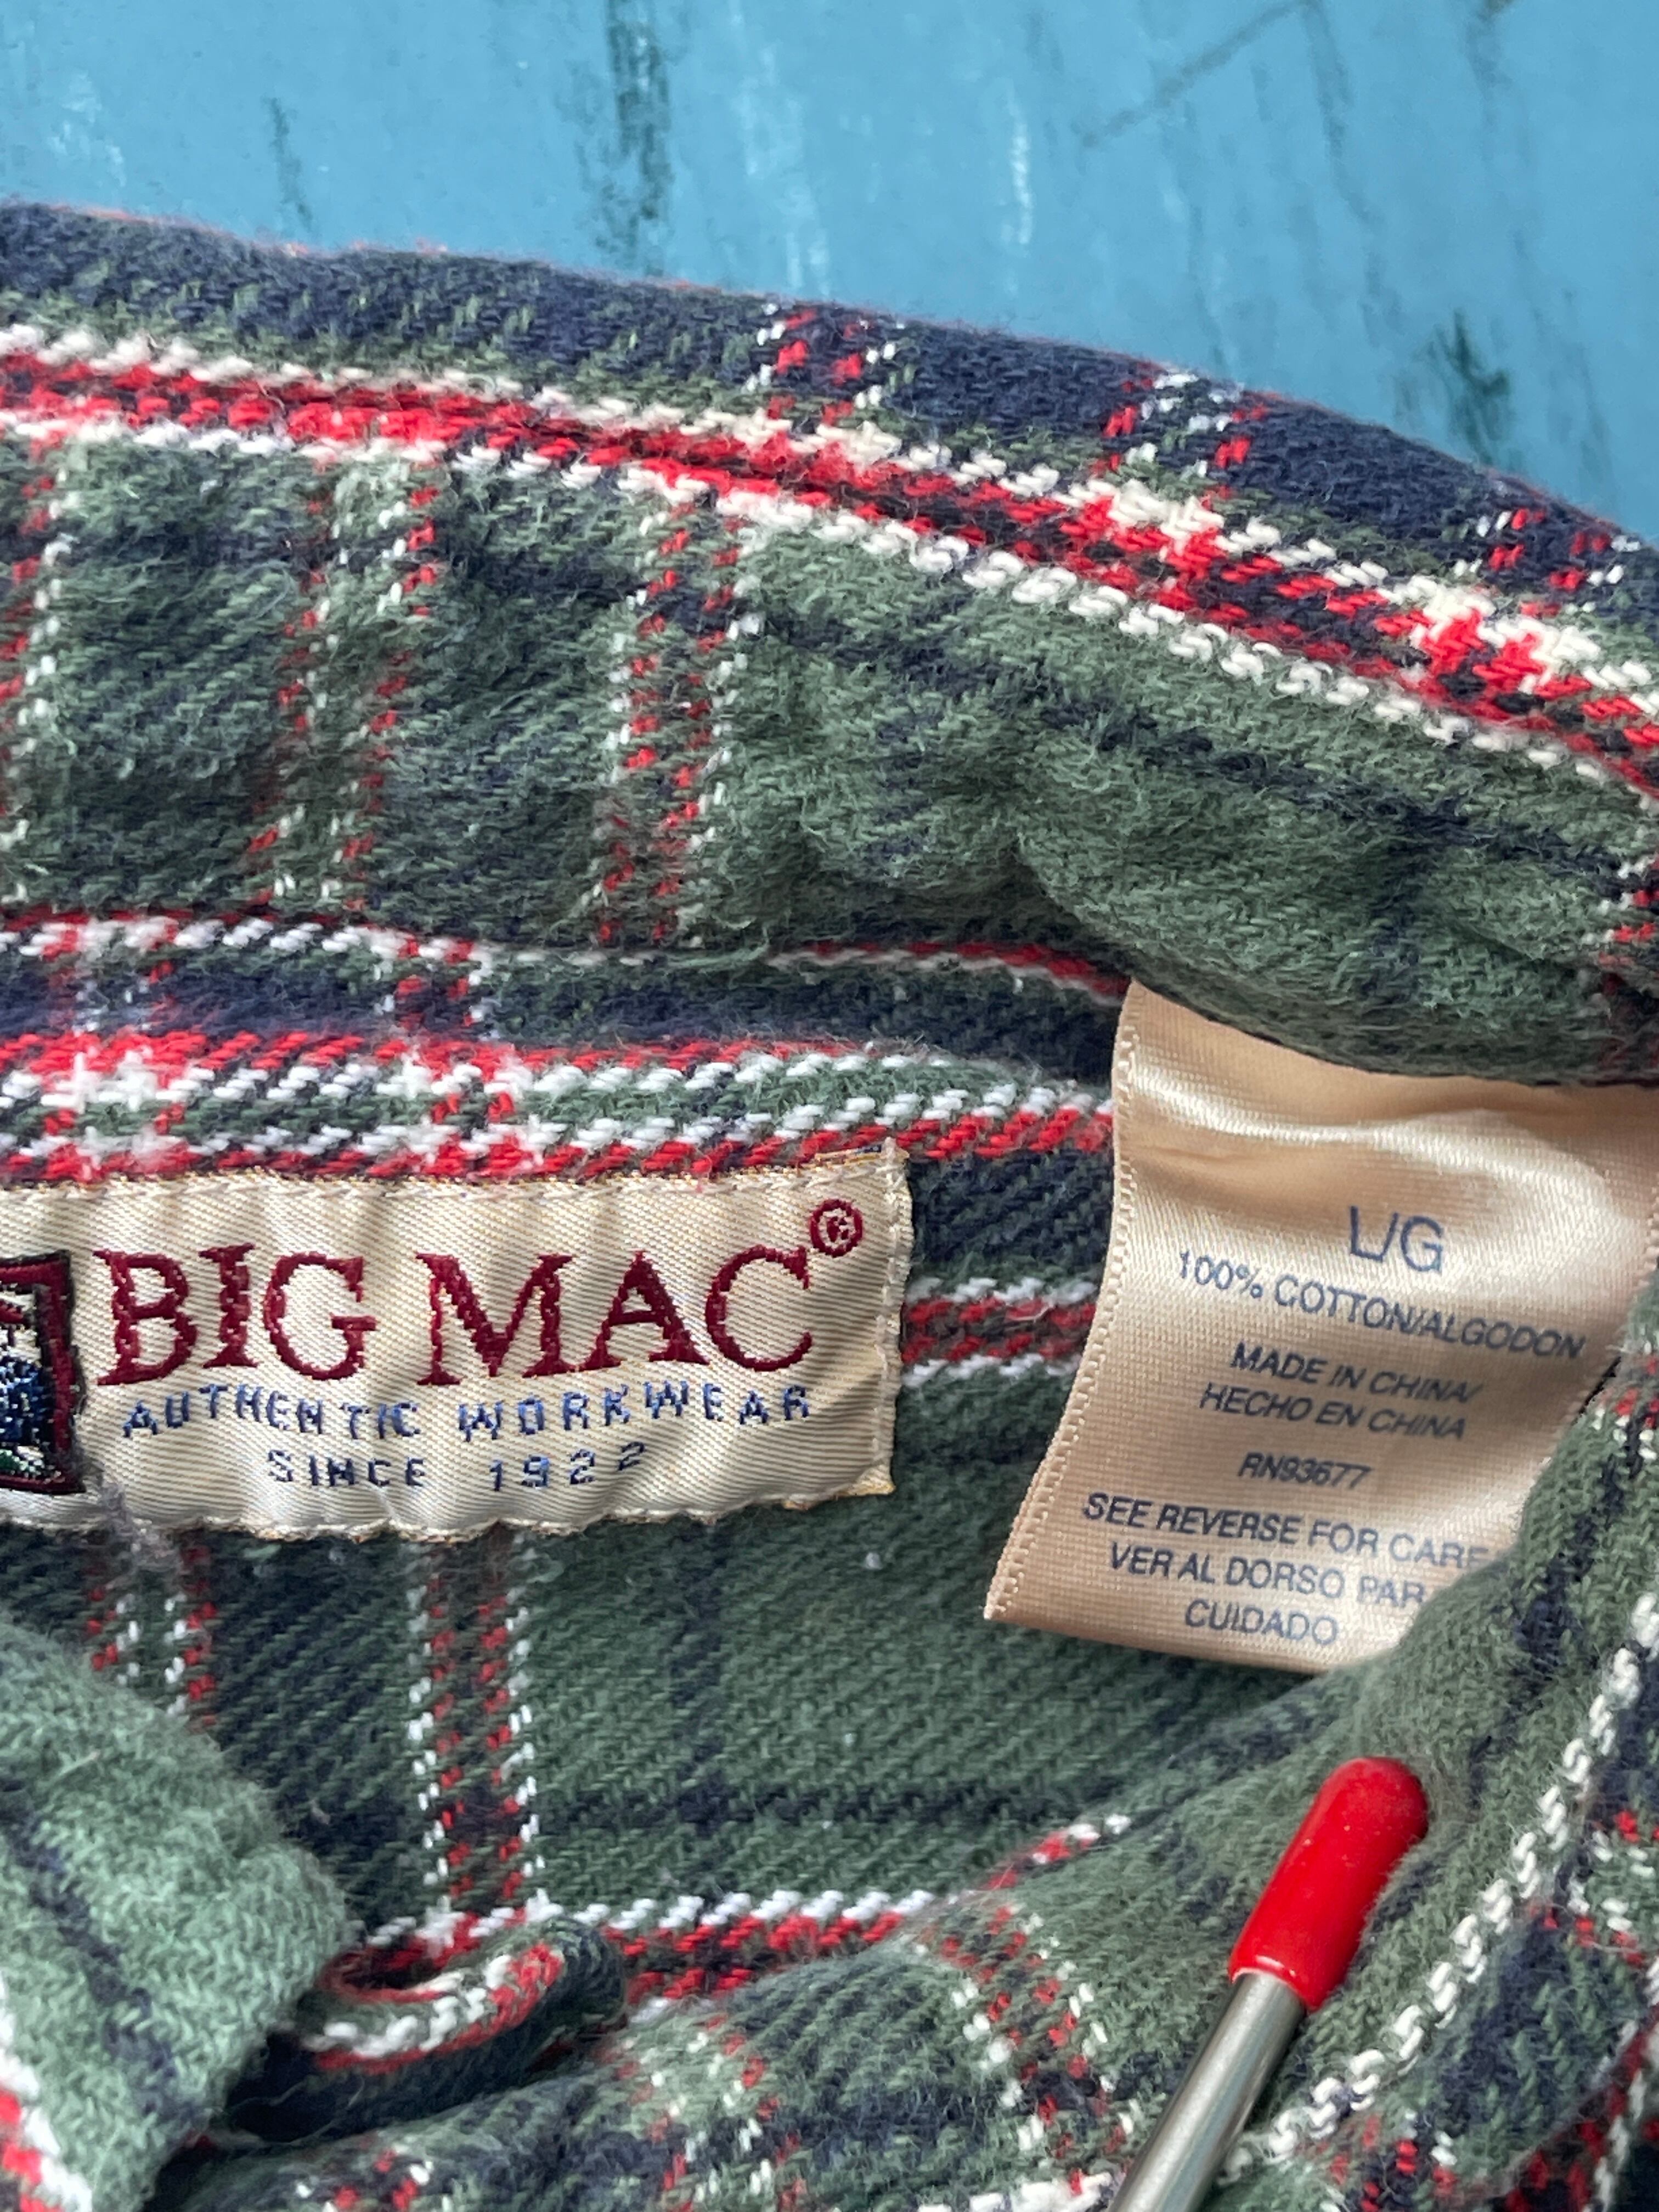 BIG MAC®
AUTHENTIC WORKWEAR
SINCE 1922
L/G
100% COTTON/ALGODON
MADE IN CHINA/
HECHO EN CHINA
RN93677
SEE REVERSE FOR CARE
VER AL DORSO PAR
CUIDADO